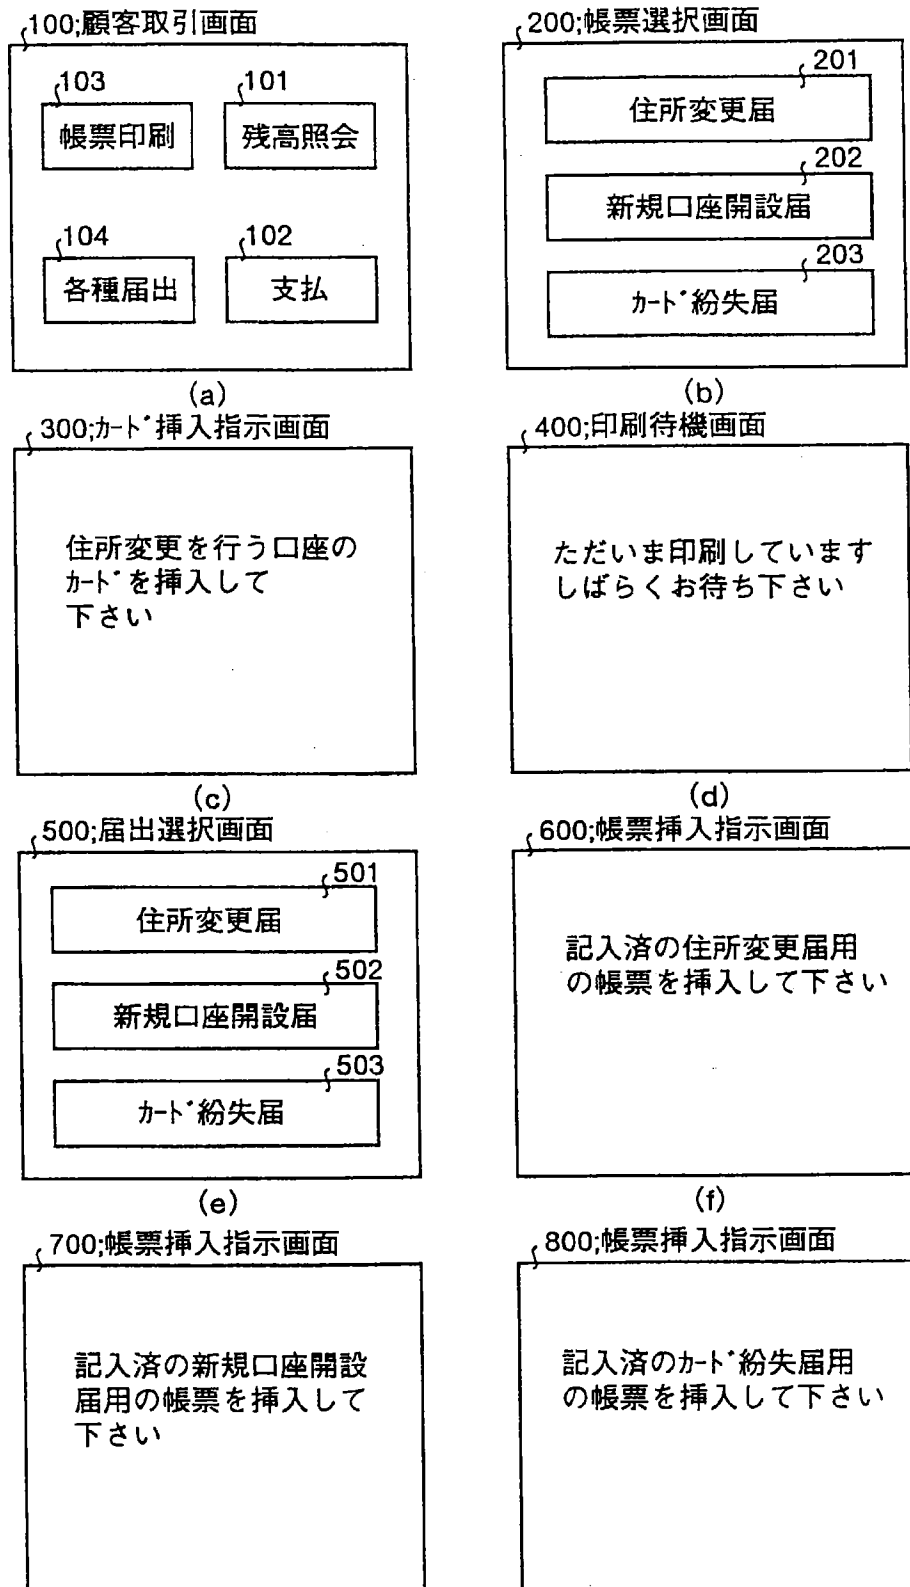 100;顧客取引画面
103
帳票印刷
101
残高照会
104
各種届出
102
支払
(a)
200;帳票選択画面
201
住所変更届
202
新規口座開設届
203
ｶｰﾄﾞ紛失届
(b)
300;ｶｰﾄﾞ挿入指示画面
住所変更を行う口座の
ｶｰﾄﾞを挿入して
下さい
(c)
400;印刷待機画面
ただいま印刷しています
しばらくお待ち下さい
(d)
500;届出選択画面
501
住所変更届
502
新規口座開設届
503
ｶｰﾄﾞ紛失届
(e)
600;帳票挿入指示画面
記入済の住所変更届用
の帳票を挿入して下さい
(f)
700;帳票挿入指示画面
記入済の新規口座開設
届用の帳票を挿入して
下さい
800;帳票挿入指示画面
記入済のｶｰﾄﾞ紛失届用
の帳票を挿入して下さい